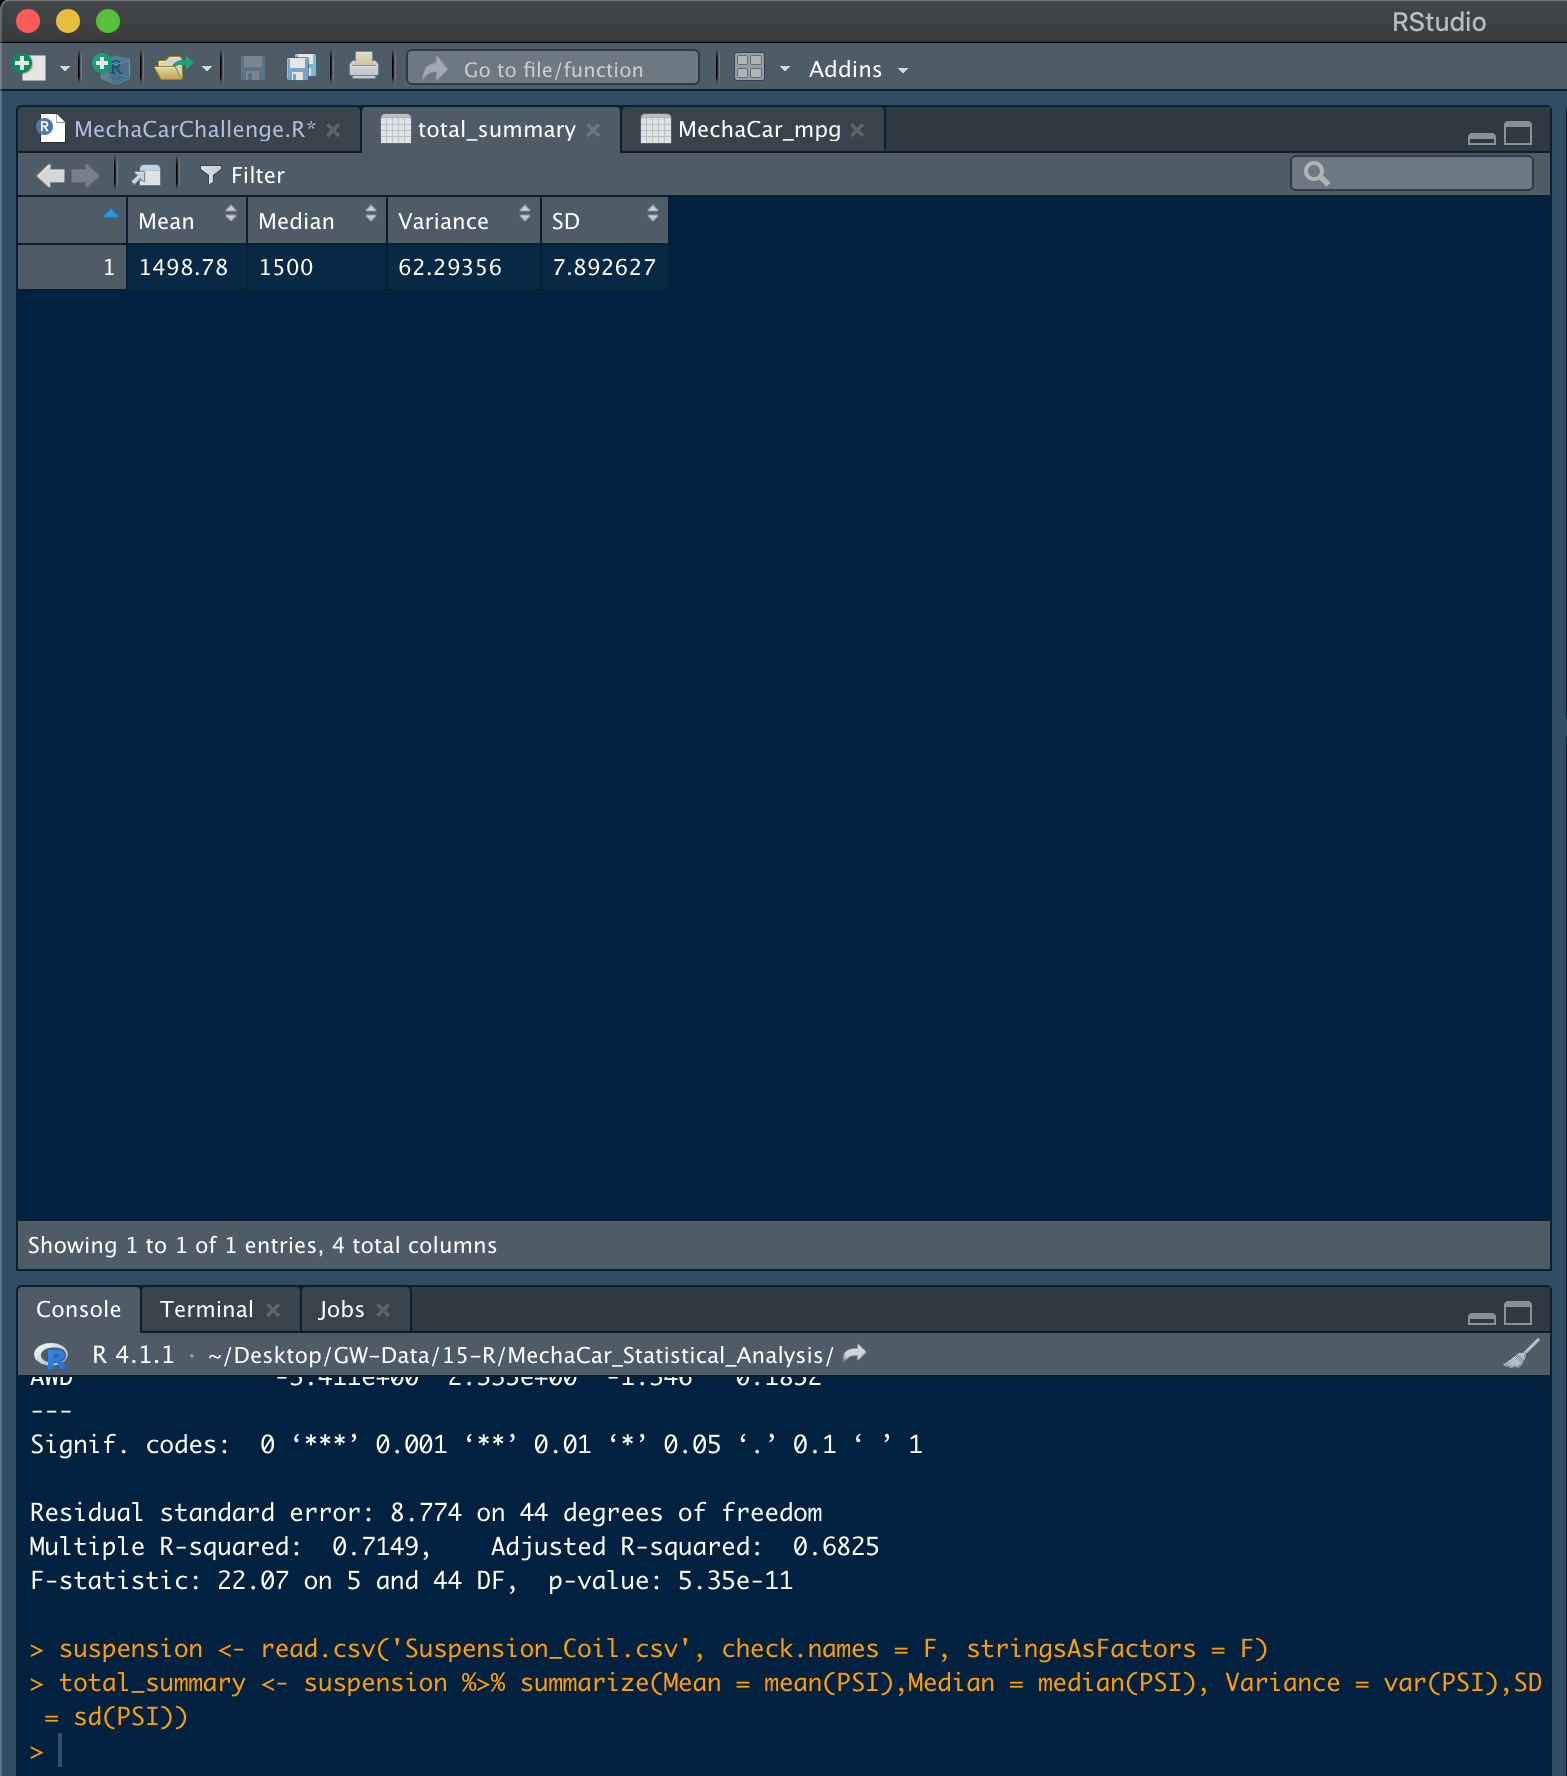 RStudio
Go to file/function
Addins
MechaCarChallenge.R*
total_summary
MechaCar_mpg
Filter
Mean Median Variance SD
1 1498.78 1500 62.29356 7.892627
Showing 1 to 1 of 1 entries, 4 total columns
Console Terminal Jobs
R 4.1.1 · ~/Desktop/GW-Data/15-R/MechaCar_Statistical_Analysis/
AWD
---
Signif. codes:  0 ‘***’ 0.001 ‘**’ 0.01 ‘*’ 0.05 ‘.’ 0.1 ‘ ’ 1
Residual standard error: 8.774 on 44 degrees of freedom
Multiple R-squared:  0.7149,    Adjusted R-squared:  0.6825
F-statistic: 22.07 on 5 and 44 DF,  p-value: 5.35e-11
> suspension <- read.csv('Suspension_Coil.csv', check.names = F, stringsAsFactors = F)
> total_summary <- suspension %>% summarize(Mean = mean(PSI),Median = median(PSI), Variance = var(PSI),SD
= sd(PSI))
>